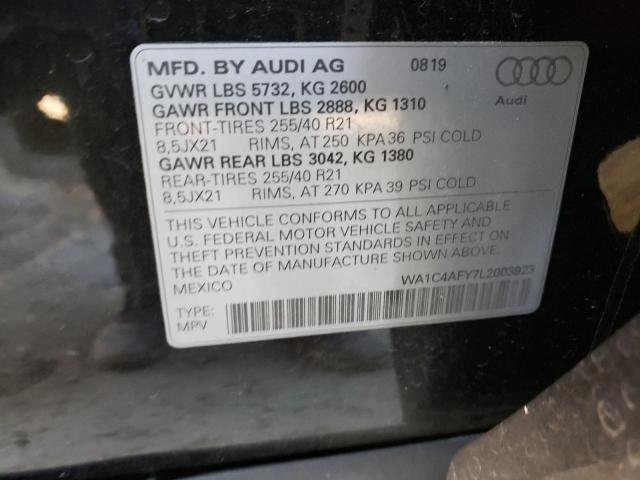 MFD. BY AUDI AG 0819
GVWR LBS 5732, KG 2600
GAWR FRONT LBS 2888, KG 1310
FRONT-TIRES 255/40 R21
8,5JX21 RIMS, AT 250 KPA 36 PSI COLD
GAWR REAR LBS 3042, KG 1380
REAR-TIRES 255/40 R21
8,5JX21 RIMS, AT 270 KPA 39 PSI COLD
Audi
THIS VEHICLE CONFORMS TO ALL APPLICABLE
U.S. FEDERAL MOTOR VEHICLE SAFETY AND
THEFT PREVENTION STANDARDS IN EFFECT ON
THE DATE OF MANUFACTURE SHOWN ABOVE.
MEXICO WA1C4AFY7L2003923
TYPE:
MPV